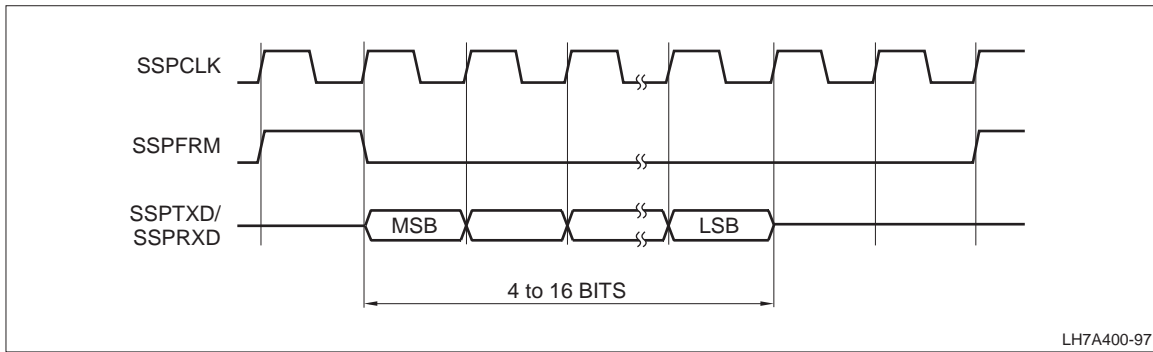 SSPCLK
SSPFRM
SSPTXD/
SSPRXD
MSB
LSB
4 to 16 BITS
LH7A400-97